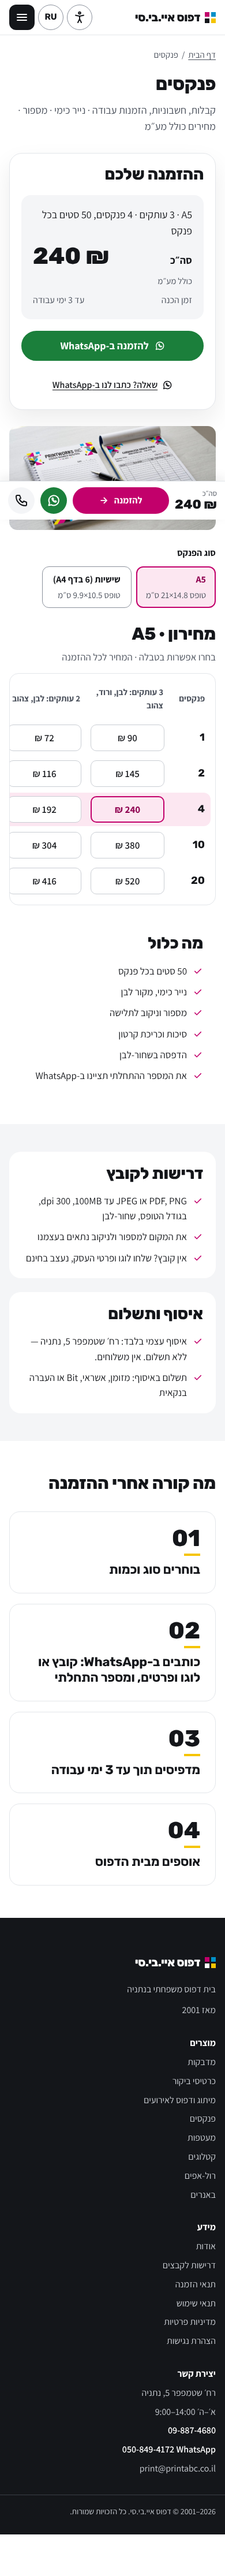 דפוס איי.בי.סי
RU
דף הבית / פנקסים
פנקסים
קבלות, חשבוניות, הזמנות עבודה · נייר כימי · מספור ·
מחירים כולל מע״מ
ההזמנה שלכם
A5 · 3 עותקים · 4 פנקסים, 50 סטים בכל
פנקס
סה״כ
240 ₪
כולל מע״מ
זמן הכנה
עד 3 ימי עבודה
להזמנה ב-WhatsApp
שאלה? כתבו לנו ב-WhatsApp
סה״כ
240 ₪
להזמנה
סוג הפנקס
A5
טופס 14.8×21 ס״מ
שישיות (6 בדף A4)
טופס 10.5×9.9 ס״מ
מחירון · A5
בחרו אפשרות בטבלה · המחיר לכל ההזמנה
פנקסים
3 עותקים: לבן, ורוד,
צהוב
2 עותקים: לבן, צהוב
1
90 ₪
72 ₪
2
145 ₪
116 ₪
4
240 ₪
192 ₪
10
380 ₪
304 ₪
20
520 ₪
416 ₪
מה כלול
50 סטים בכל פנקס
נייר כימי, מקור לבן
מספור וניקוב לתלישה
סיכות וכריכת קרטון
הדפסה בשחור-לבן
את המספר ההתחלתי תציינו ב-WhatsApp
דרישות לקובץ
PDF, PNG או JPEG עד 100MB, 300 dpi,
בגודל הטופס, שחור-לבן
את המקום למספור ולניקוב נתאים בעצמנו
אין קובץ? שלחו לוגו ופרטי העסק, נעצב בחינם
איסוף ותשלום
איסוף עצמי בלבד: רח׳ שטמפפר 5, נתניה —
ללא תשלום. אין משלוחים.
תשלום באיסוף: מזומן, אשראי, Bit או העברה
בנקאית
מה קורה אחרי ההזמנה
01
בוחרים סוג וכמות
02
כותבים ב-WhatsApp: קובץ או
לוגו ופרטים, ומספר התחלתי
03
מדפיסים תוך עד 3 ימי עבודה
04
אוספים מבית הדפוס
דפוס איי.בי.סי
בית דפוס משפחתי בנתניה
מאז 2001
מוצרים
מדבקות
כרטיסי ביקור
מיתוג ודפוס לאירועים
פנקסים
מעטפות
קטלוגים
רול-אפים
באנרים
מידע
אודות
דרישות לקבצים
תנאי הזמנה
תנאי שימוש
מדיניות פרטיות
הצהרת נגישות
יצירת קשר
רח׳ שטמפפר 5, נתניה
א׳–ה׳ 9:00–14:00
09-887-4680
WhatsApp 050-849-4172
print@printabc.co.il
2001–2026 © דפוס איי.בי.סי. כל הזכויות שמורות.